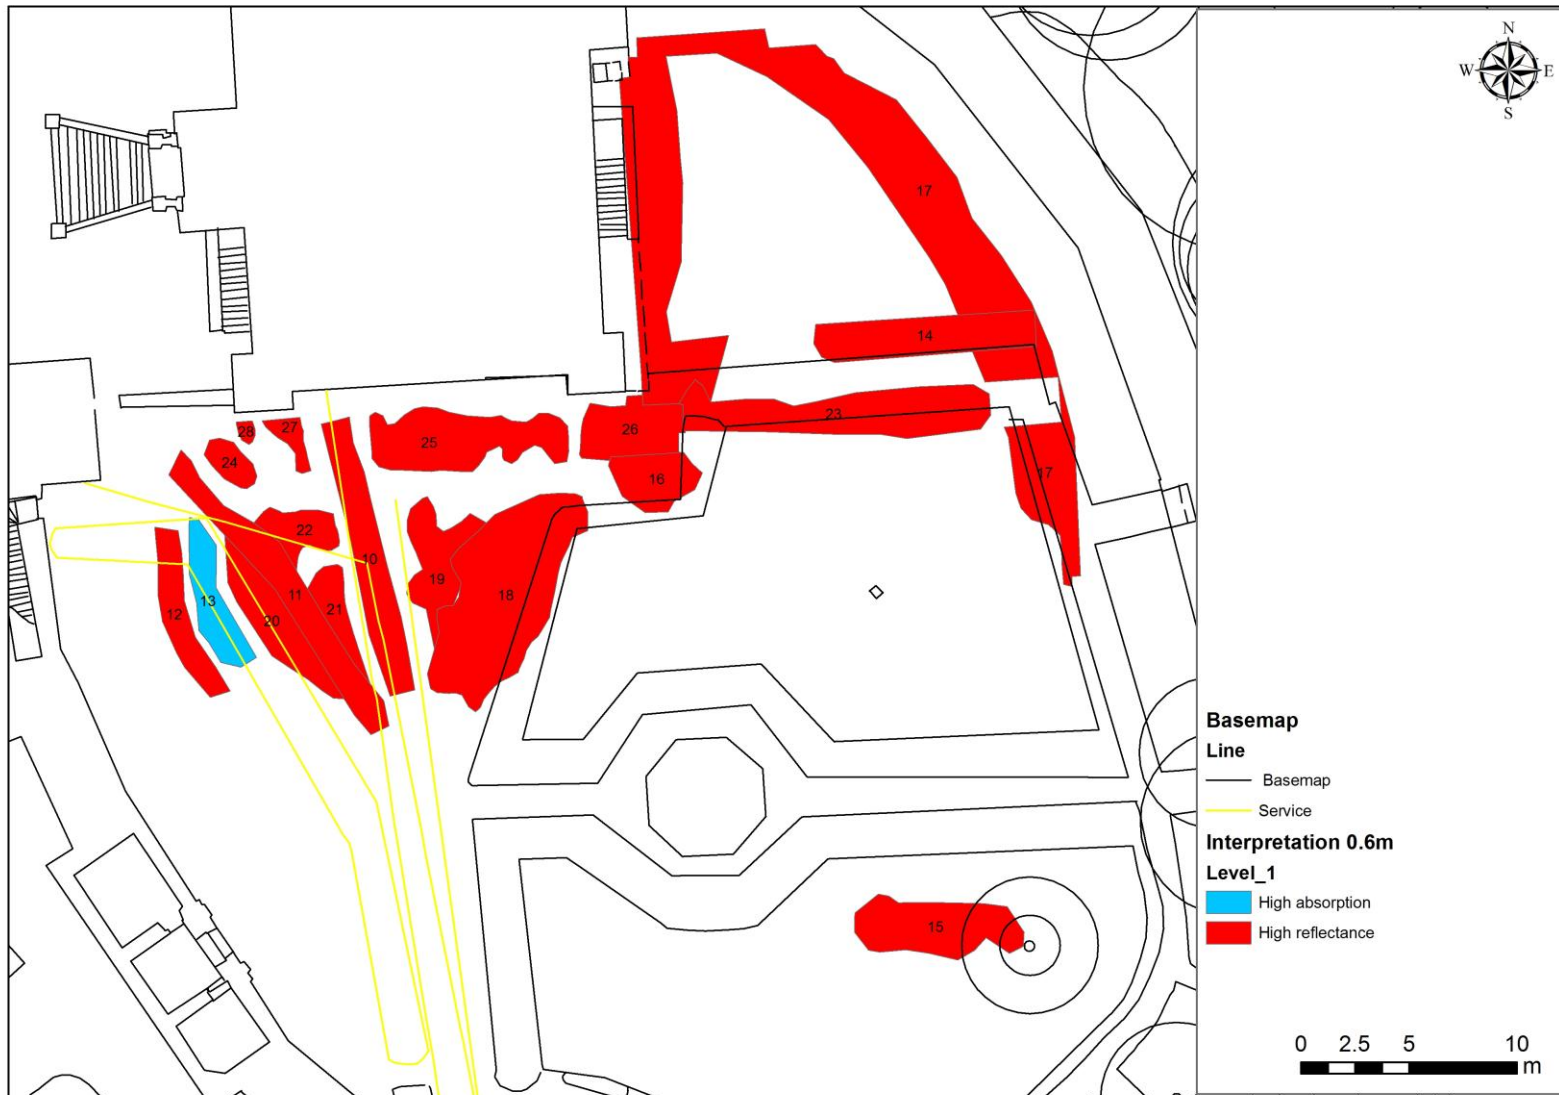 N
W E
S
17
14
23
28
27
25
26
24
16
17
22
10
19
18
11
21
12
13
20
15
Basemap
Line
Basemap
Service
Interpretation 0.6m
Level_1
High absorption
High reflectance
0 2.5 5 10
m